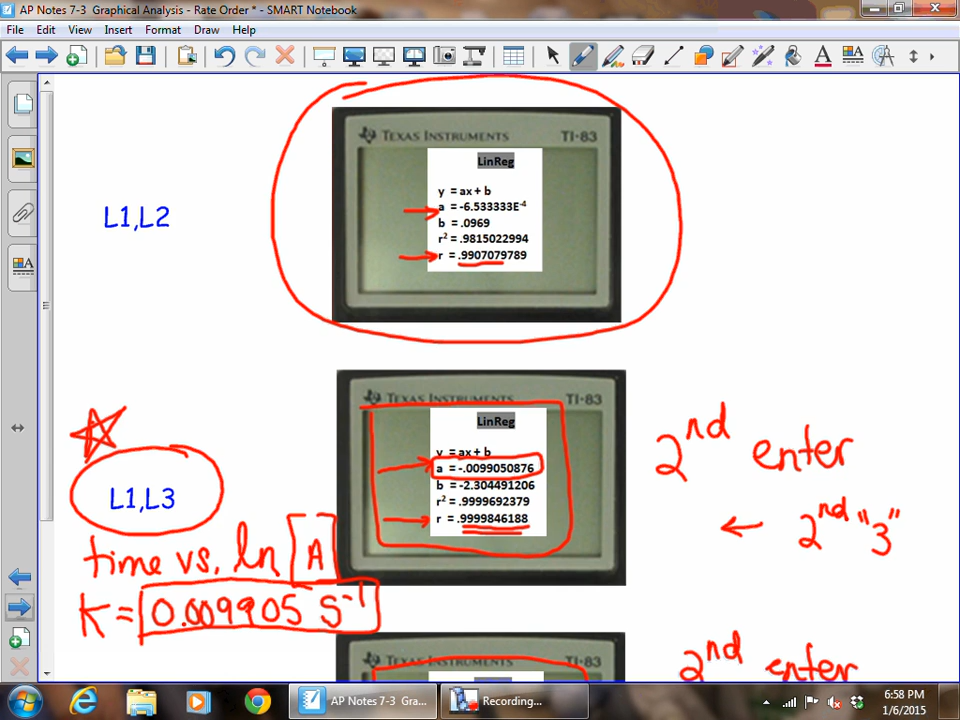 AP Notes 7-3 Graphical Analysis - Rate Order * - SMART Notebook
File Edit View Insert Format Draw Help
TEXAS INSTRUMENTS TI-83
LinReg
y = ax + b
a = -6.533333E-4
b = .0969
r² = .9815022994
r = .9907079789
L1,L2
TEXAS INSTRUMENTS TI-83
LinReg
y = ax + b
a = -.0099050876
b = -2.304491206
r² = .9999692379
r = .9999846188
L1,L3
time vs. ln [A]
K = 0.009905 s⁻¹
2nd enter
← 2nd "3"
TEXAS INSTRUMENTS TI-83
2nd enter
AP Notes 7-3 Gra...
Recording...
6:58 PM
1/6/2015